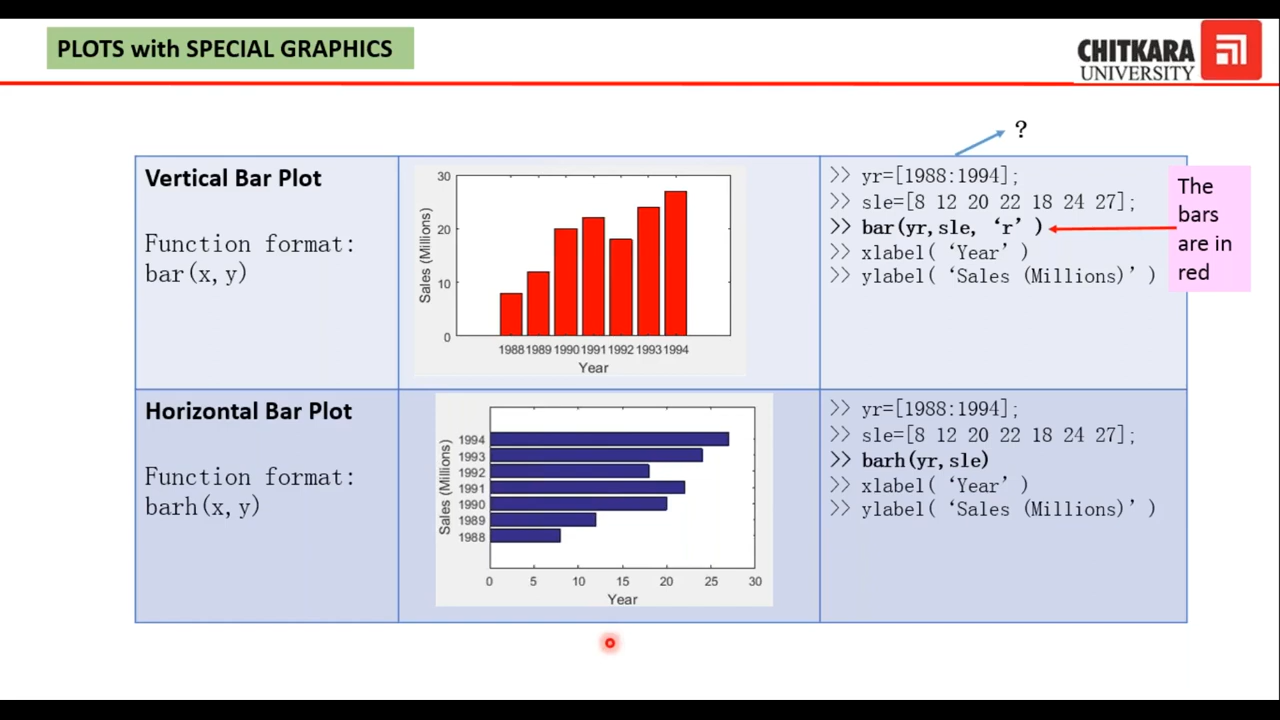 PLOTS with SPECIAL GRAPHICS
CHITKARA
UNIVERSITY
?
Vertical Bar Plot
Function format:
bar(x,y)
30
20
10
0
Sales (Millions)
1988 1989 1990 1991 1992 1993 1994
Year
>> yr=[1988:1994];
>> sle=[8 12 20 22 18 24 27];
>> bar(yr,sle, ‘r’)
>> xlabel( ‘Year’ )
>> ylabel( ‘Sales (Millions)’ )
The
bars
are in
red
Horizontal Bar Plot
Function format:
barh(x,y)
Sales (Millions)
1994
1993
1992
1991
1990
1989
1988
0 5 10 15 20 25 30
Year
>> yr=[1988:1994];
>> sle=[8 12 20 22 18 24 27];
>> barh(yr,sle)
>> xlabel( ‘Year’ )
>> ylabel( ‘Sales (Millions)’ )